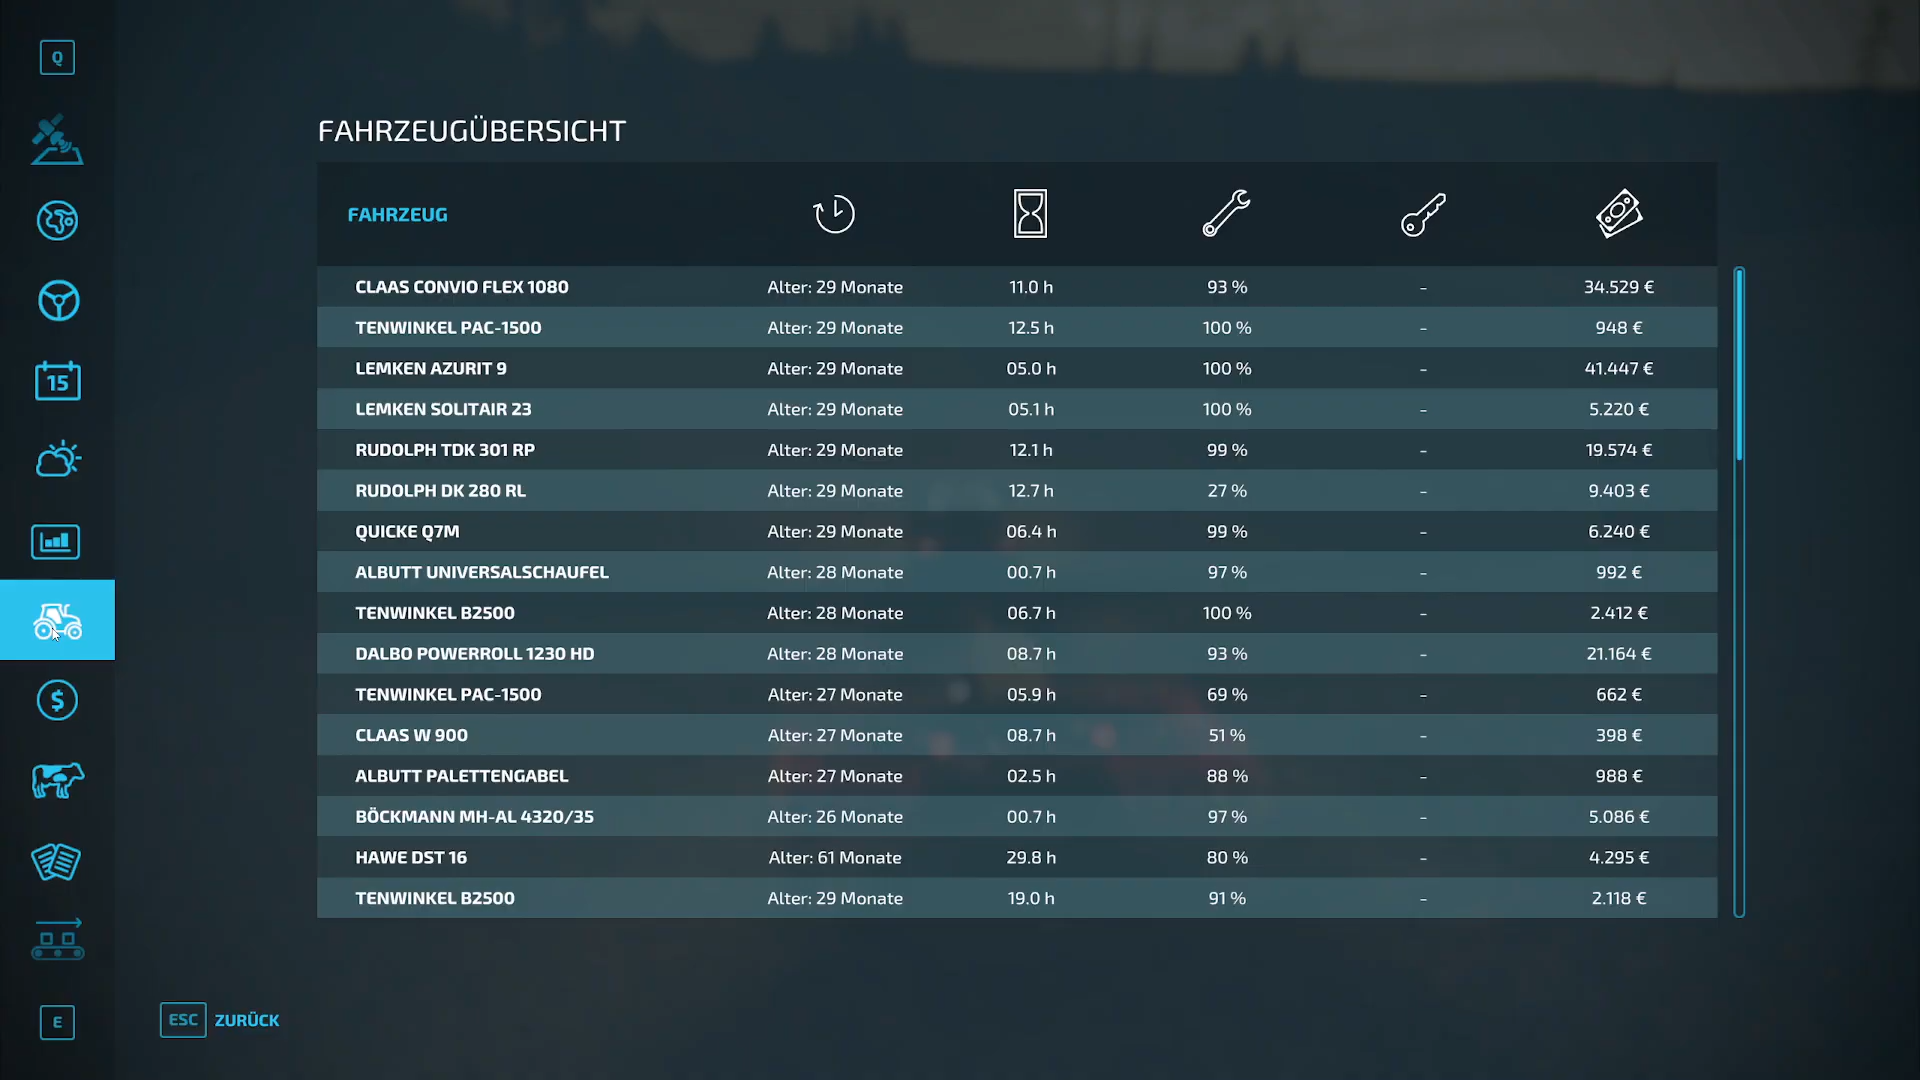 Q
FAHRZEUGÜBERSICHT
FAHRZEUG
CLAAS CONVIO FLEX 1080 Alter: 29 Monate 11.0 h 93 % - 34.529 €
TENWINKEL PAC-1500 Alter: 29 Monate 12.5 h 100 % - 948 €
LEMKEN AZURIT 9 Alter: 29 Monate 05.0 h 100 % - 41.447 €
LEMKEN SOLITAIR 23 Alter: 29 Monate 05.1 h 100 % - 5.220 €
RUDOLPH TDK 301 RP Alter: 29 Monate 12.1 h 99 % - 19.574 €
RUDOLPH DK 280 RL Alter: 29 Monate 12.7 h 27 % - 9.403 €
QUICKE Q7M Alter: 29 Monate 06.4 h 99 % - 6.240 €
ALBUTT UNIVERSALSCHAUFEL Alter: 28 Monate 00.7 h 97 % - 992 €
TENWINKEL B2500 Alter: 28 Monate 06.7 h 100 % - 2.412 €
DALBO POWERROLL 1230 HD Alter: 28 Monate 08.7 h 93 % - 21.164 €
TENWINKEL PAC-1500 Alter: 27 Monate 05.9 h 69 % - 662 €
CLAAS W 900 Alter: 27 Monate 08.7 h 51 % - 398 €
ALBUTT PALETTENGABEL Alter: 27 Monate 02.5 h 88 % - 988 €
BÖCKMANN MH-AL 4320/35 Alter: 26 Monate 00.7 h 97 % - 5.086 €
HAWE DST 16 Alter: 61 Monate 29.8 h 80 % - 4.295 €
TENWINKEL B2500 Alter: 29 Monate 19.0 h 91 % - 2.118 €
15
$
E
ESC ZURÜCK